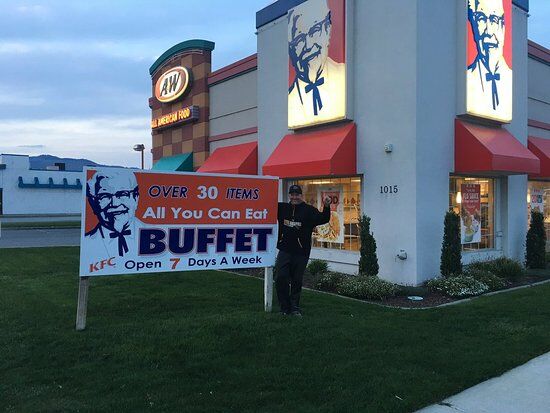 A&W
ALL AMERICAN FOOD
OVER 30 ITEMS
All You Can Eat
BUFFET
KFC Open 7 Days A Week
1015